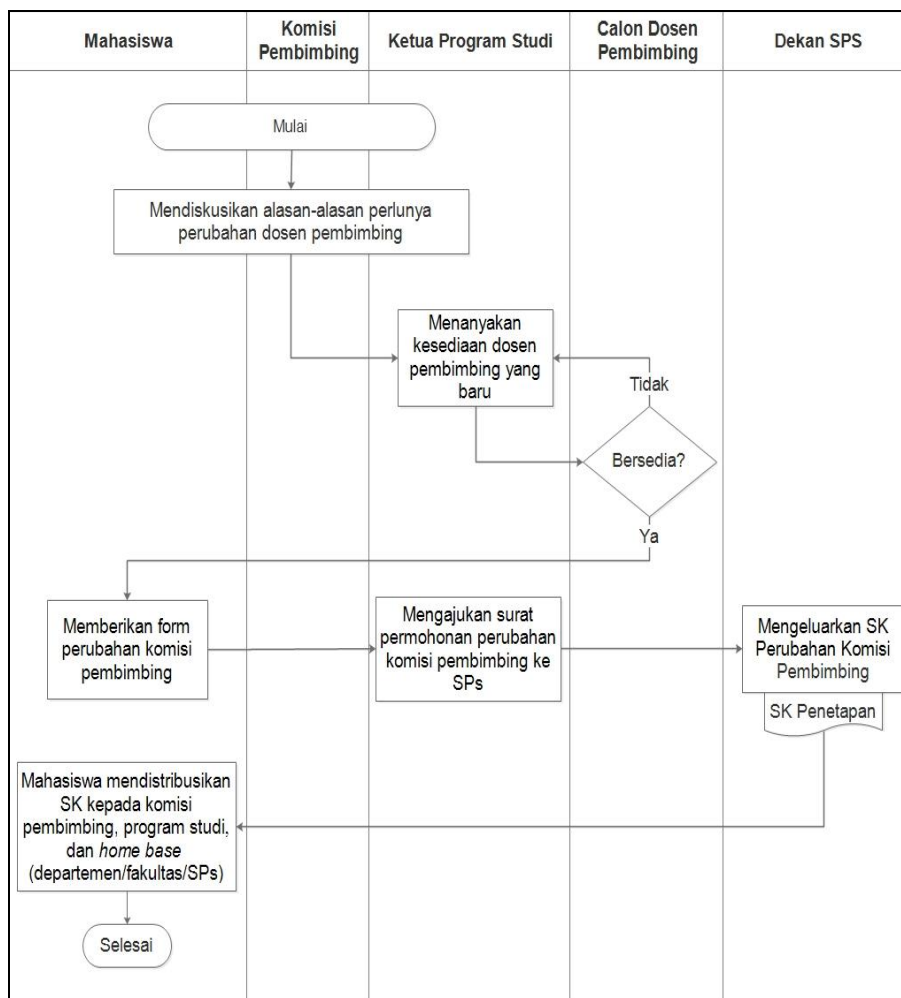 Mahasiswa
Komisi
Pembimbing
Ketua Program Studi
Calon Dosen
Pembimbing
Dekan SPS
Mulai
Mendiskusikan alasan-alasan perlunya
perubahan dosen pembimbing
Menanyakan
kesediaan dosen
pembimbing yang
baru
Tidak
Bersedia?
Ya
Memberikan form
perubahan komisi
pembimbing
Mengajukan surat
permohonan perubahan
komisi pembimbing ke
SPs
Mengeluarkan SK
Perubahan Komisi
Pembimbing
SK Penetapan
Mahasiswa mendistribusikan
SK kepada komisi
pembimbing, program studi,
dan home base
(departemen/fakultas/SPs)
Selesai